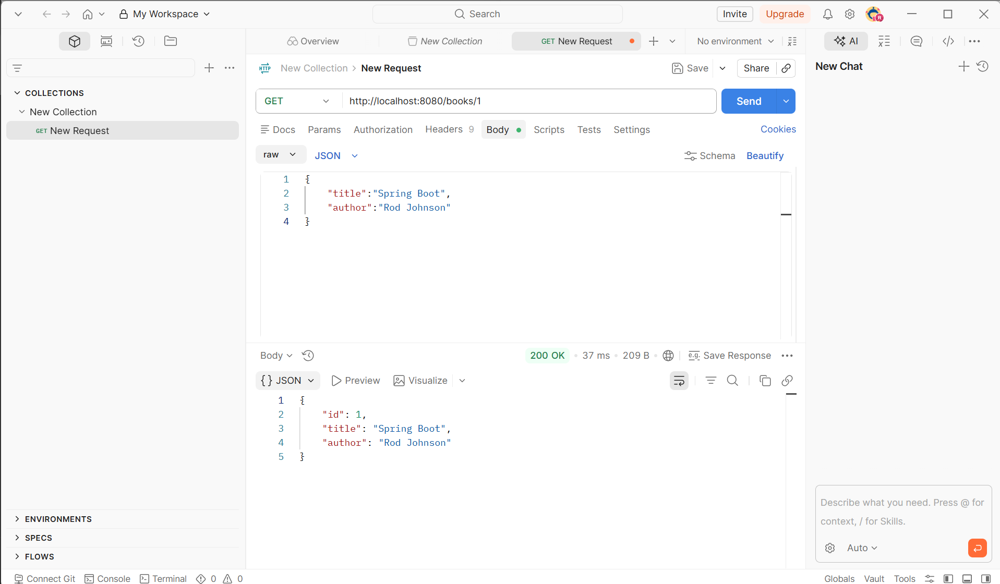 My Workspace
Search
Invite
Upgrade
R
Overview
New Collection
GET New Request
No environment
AI
HTTP
New Collection > New Request
Save
Share
New Chat
COLLECTIONS
New Collection
GET New Request
GET
http://localhost:8080/books/1
Send
Docs
Params
Authorization
Headers 9
Body
Scripts
Tests
Settings
Cookies
raw
JSON
Schema
Beautify
1 {
2 "title":"Spring Boot",
3 "author":"Rod Johnson"
4 }
Body
200 OK
37 ms
209 B
e.g. Save Response
{} JSON
Preview
Visualize
1 {
2 "id": 1,
3 "title": "Spring Boot",
4 "author": "Rod Johnson"
5 }
ENVIRONMENTS
SPECS
FLOWS
Describe what you need. Press @ for
context, / for Skills.
Auto
Connect Git
Console
Terminal
0
0
Globals
Vault
Tools